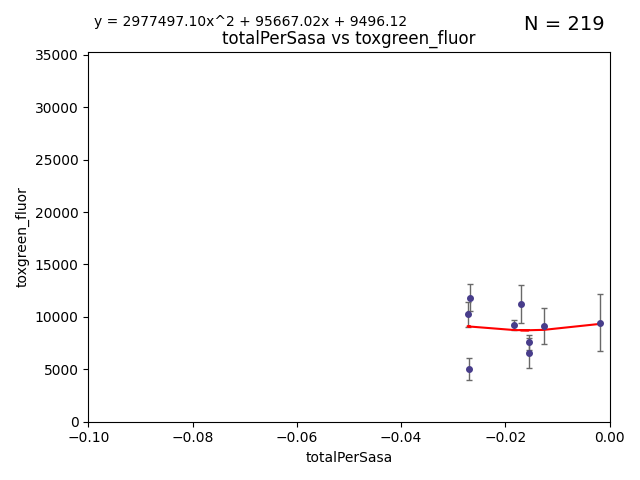 y = 2977497.10x^2 + 95667.02x + 9496.12
N = 219
totalPerSasa vs toxgreen_fluor
35000
30000
25000
20000
15000
10000
5000
0
toxgreen_fluor
−0.10
−0.08
−0.06
−0.04
−0.02
0.00
totalPerSasa